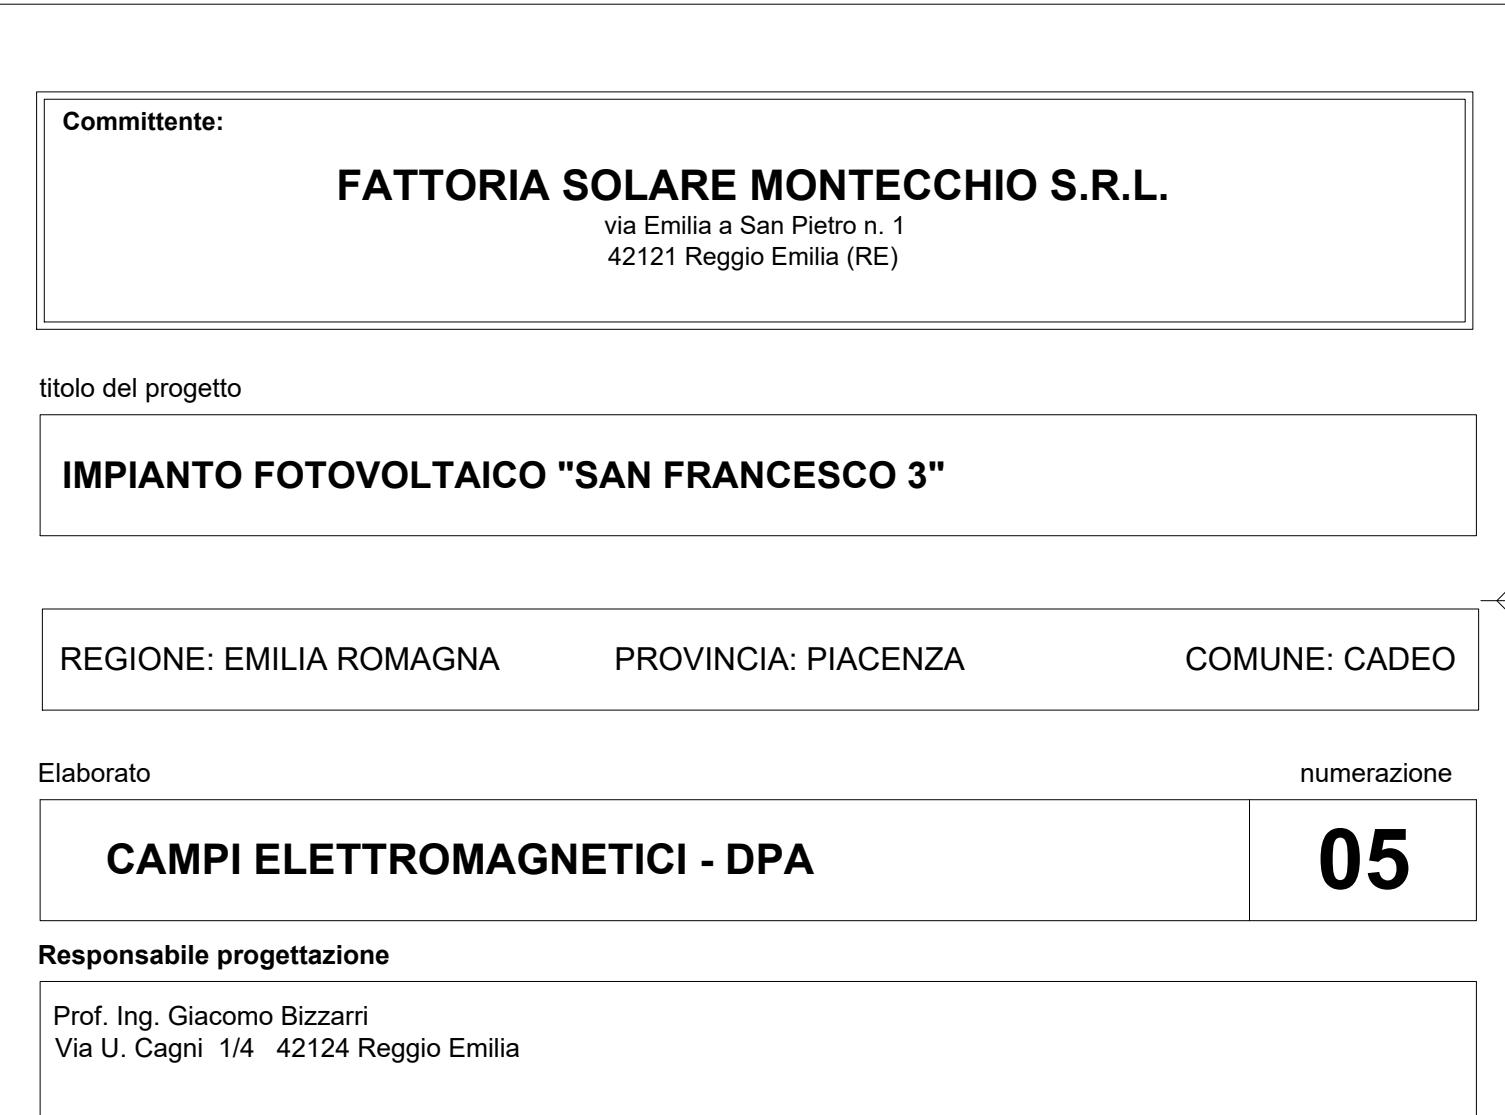 Committente:
FATTORIA SOLARE MONTECCHIO S.R.L.
via Emilia a San Pietro n. 1
42121 Reggio Emilia (RE)
titolo del progetto
IMPIANTO FOTOVOLTAICO "SAN FRANCESCO 3"
REGIONE: EMILIA ROMAGNA PROVINCIA: PIACENZA COMUNE: CADEO
Elaborato numerazione
CAMPI ELETTROMAGNETICI - DPA 05
Responsabile progettazione
Prof. Ing. Giacomo Bizzarri
Via U. Cagni 1/4 42124 Reggio Emilia